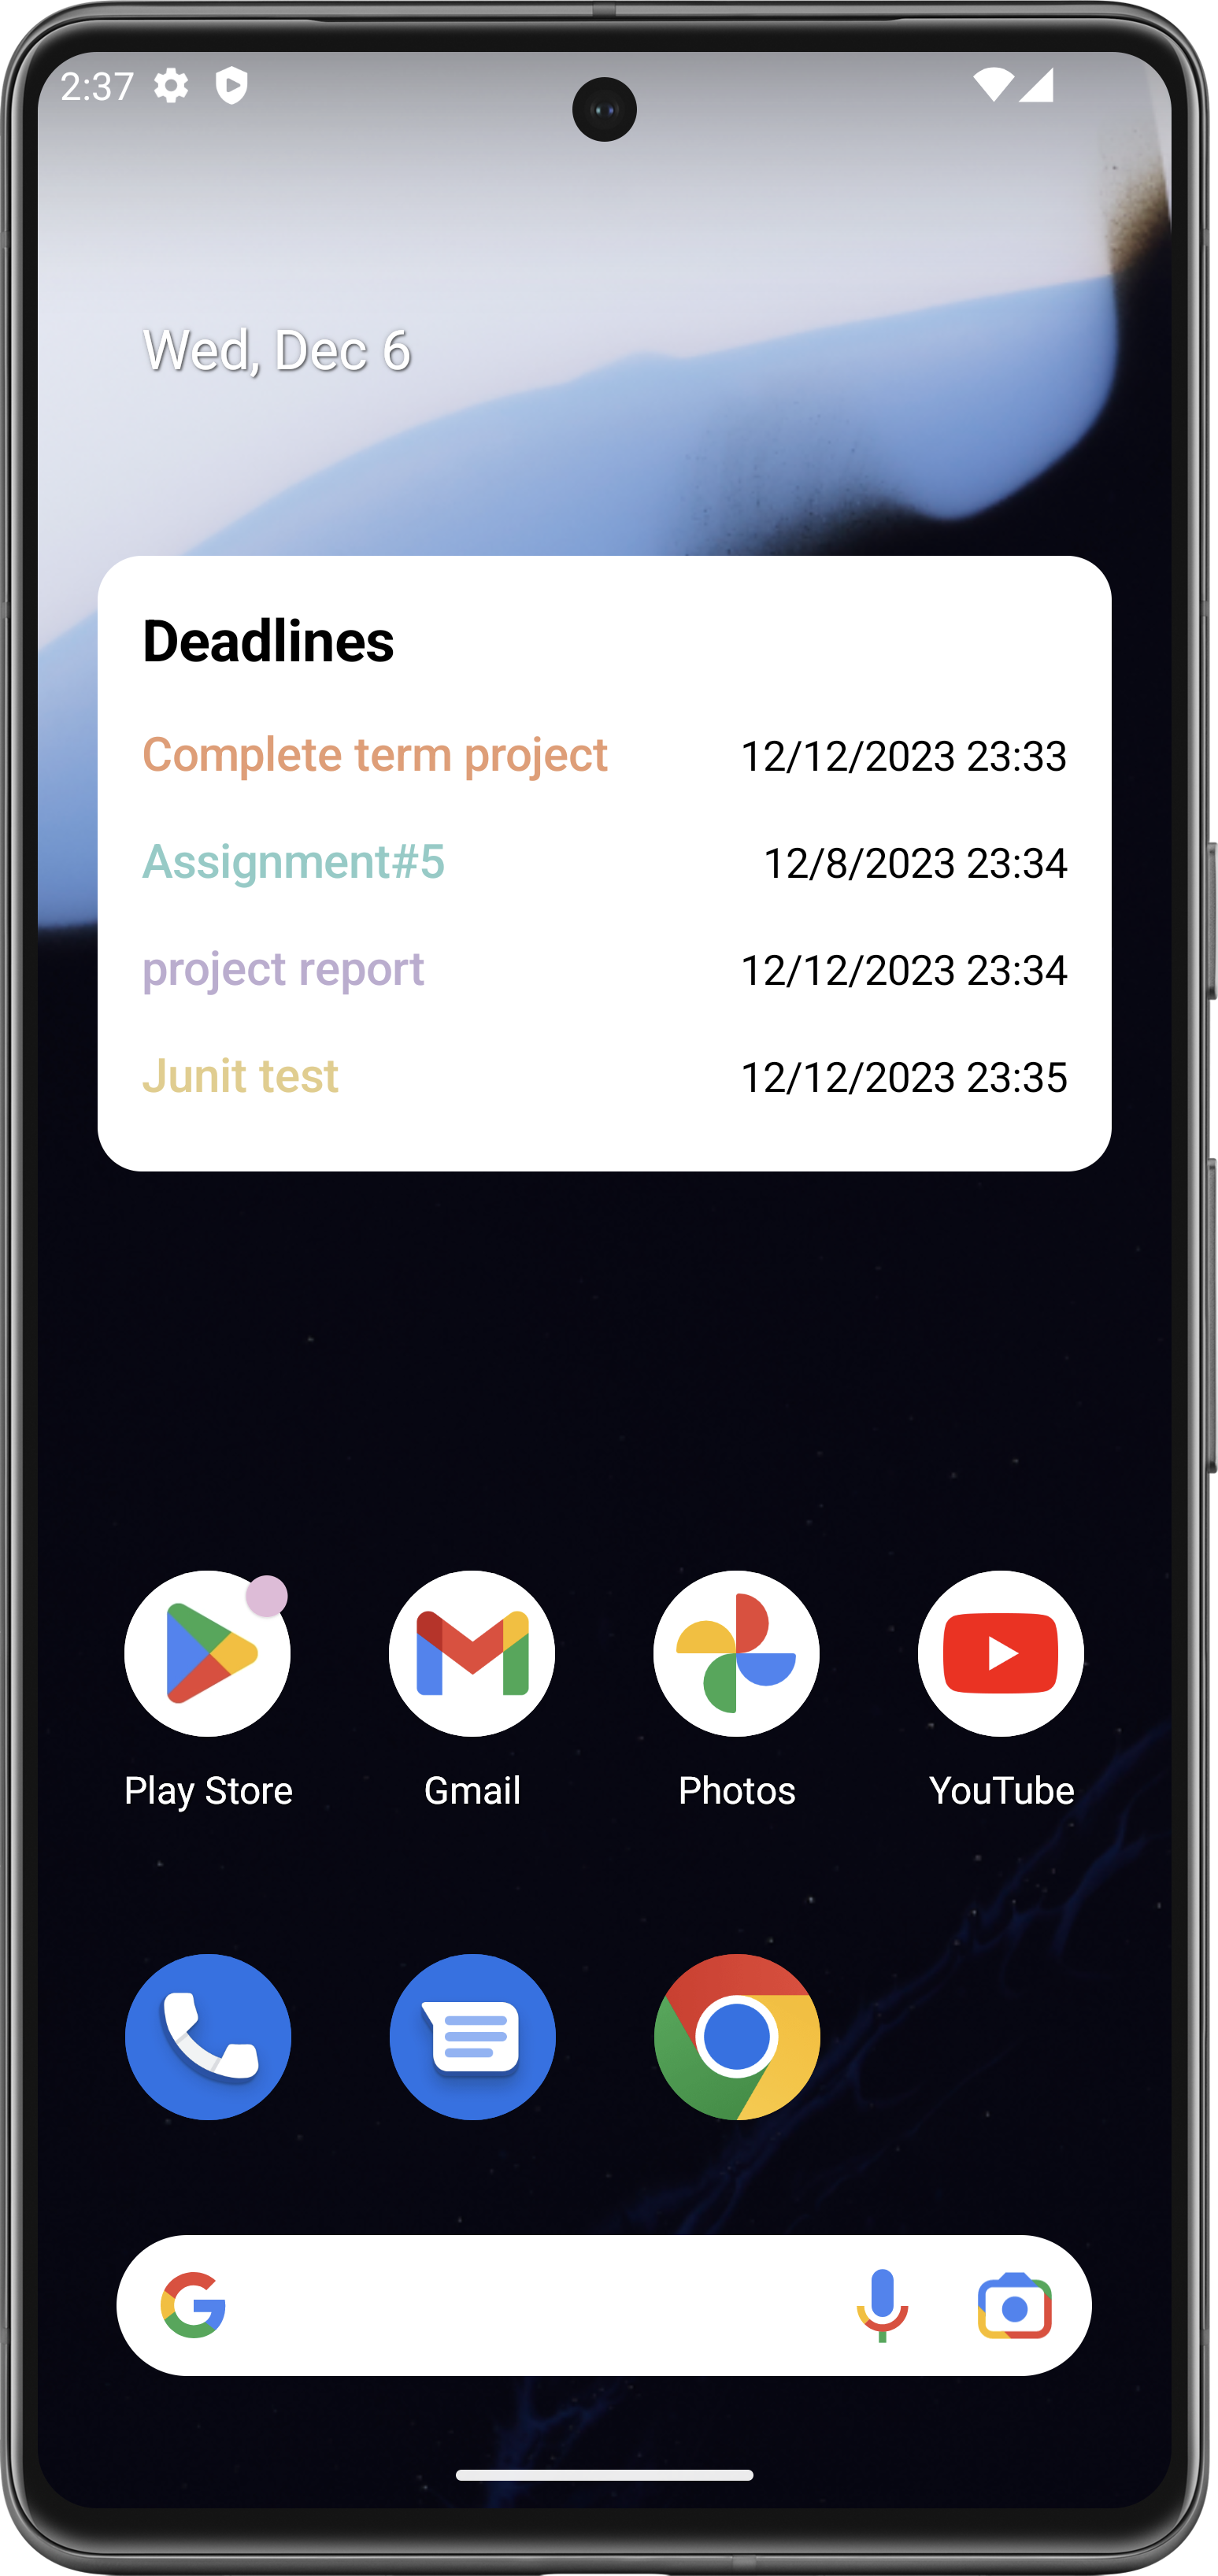 2:37
Wed, Dec 6
Deadlines
Complete term project 12/12/2023 23:33
Assignment#5 12/8/2023 23:34
project report 12/12/2023 23:34
Junit test 12/12/2023 23:35
Play Store Gmail Photos YouTube